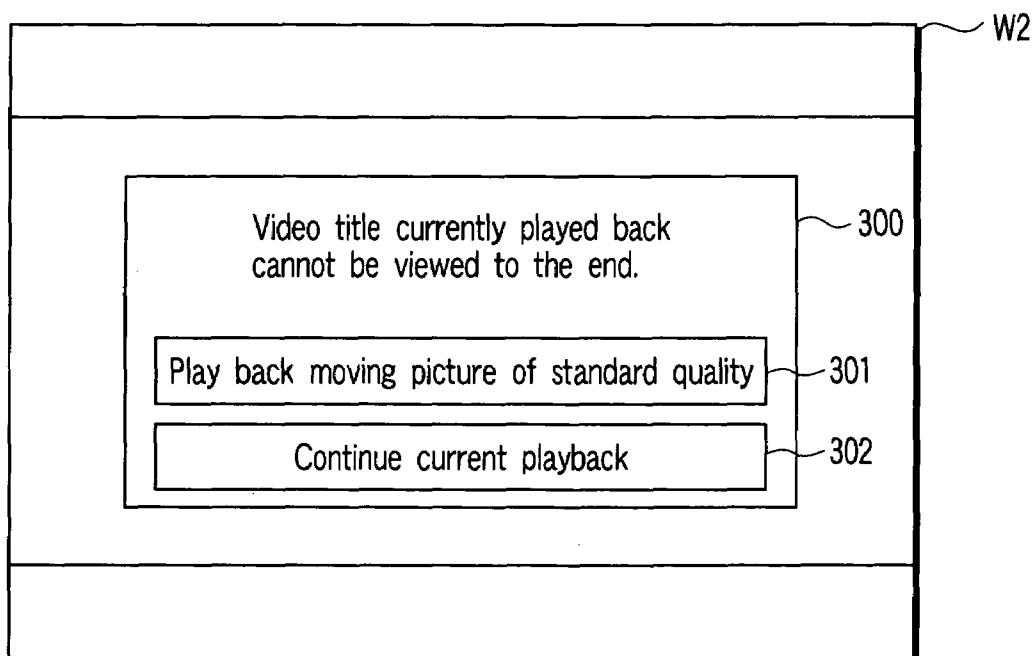 W2
Video title currently played back
cannot be viewed to the end.
300
Play back moving picture of standard quality
301
Continue current playback
302